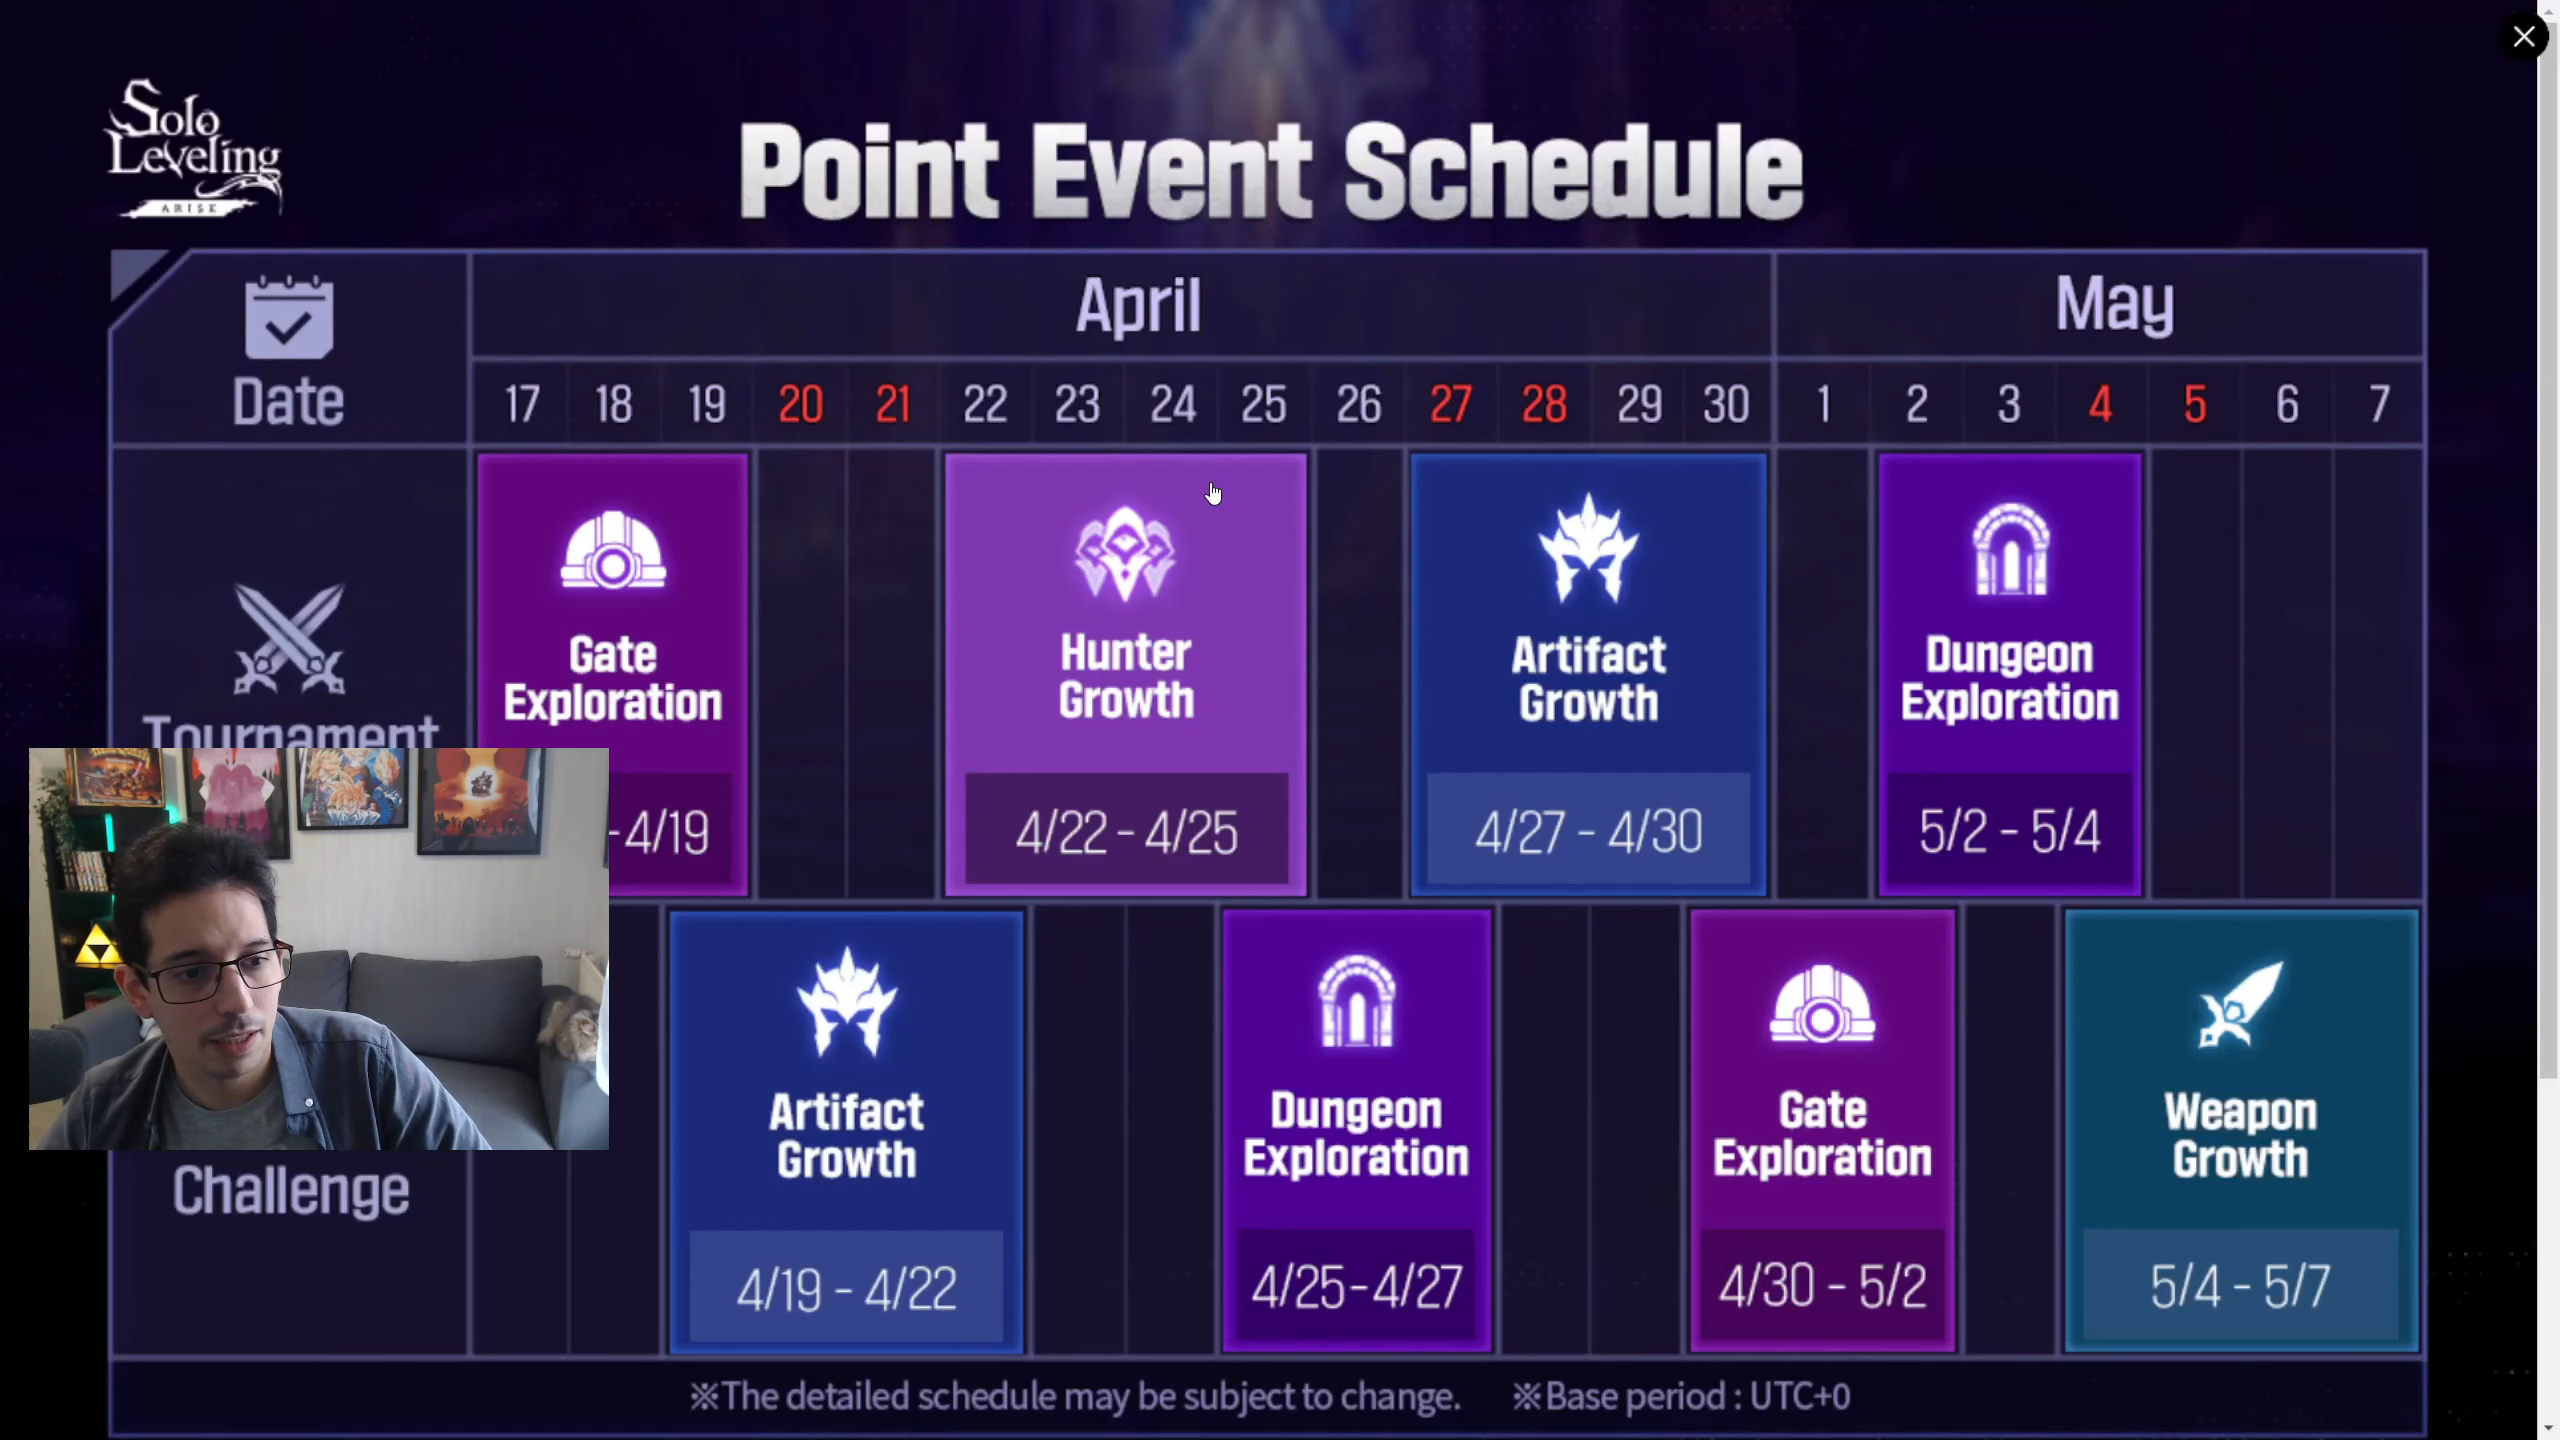 Solo
Leveling
ARISE
Point Event Schedule
Date
April
May
17 18 19 20 21 22 23 24 25 26 27 28 29 30 1 2 3 4 5 6 7
Tournament
Gate
Exploration
-4/19
Hunter
Growth
4/22 - 4/25
Artifact
Growth
4/27 - 4/30
Dungeon
Exploration
5/2 - 5/4
Challenge
Artifact
Growth
4/19 - 4/22
Dungeon
Exploration
4/25-4/27
Gate
Exploration
4/30 - 5/2
Weapon
Growth
5/4 - 5/7
※The detailed schedule may be subject to change. ※Base period : UTC+0